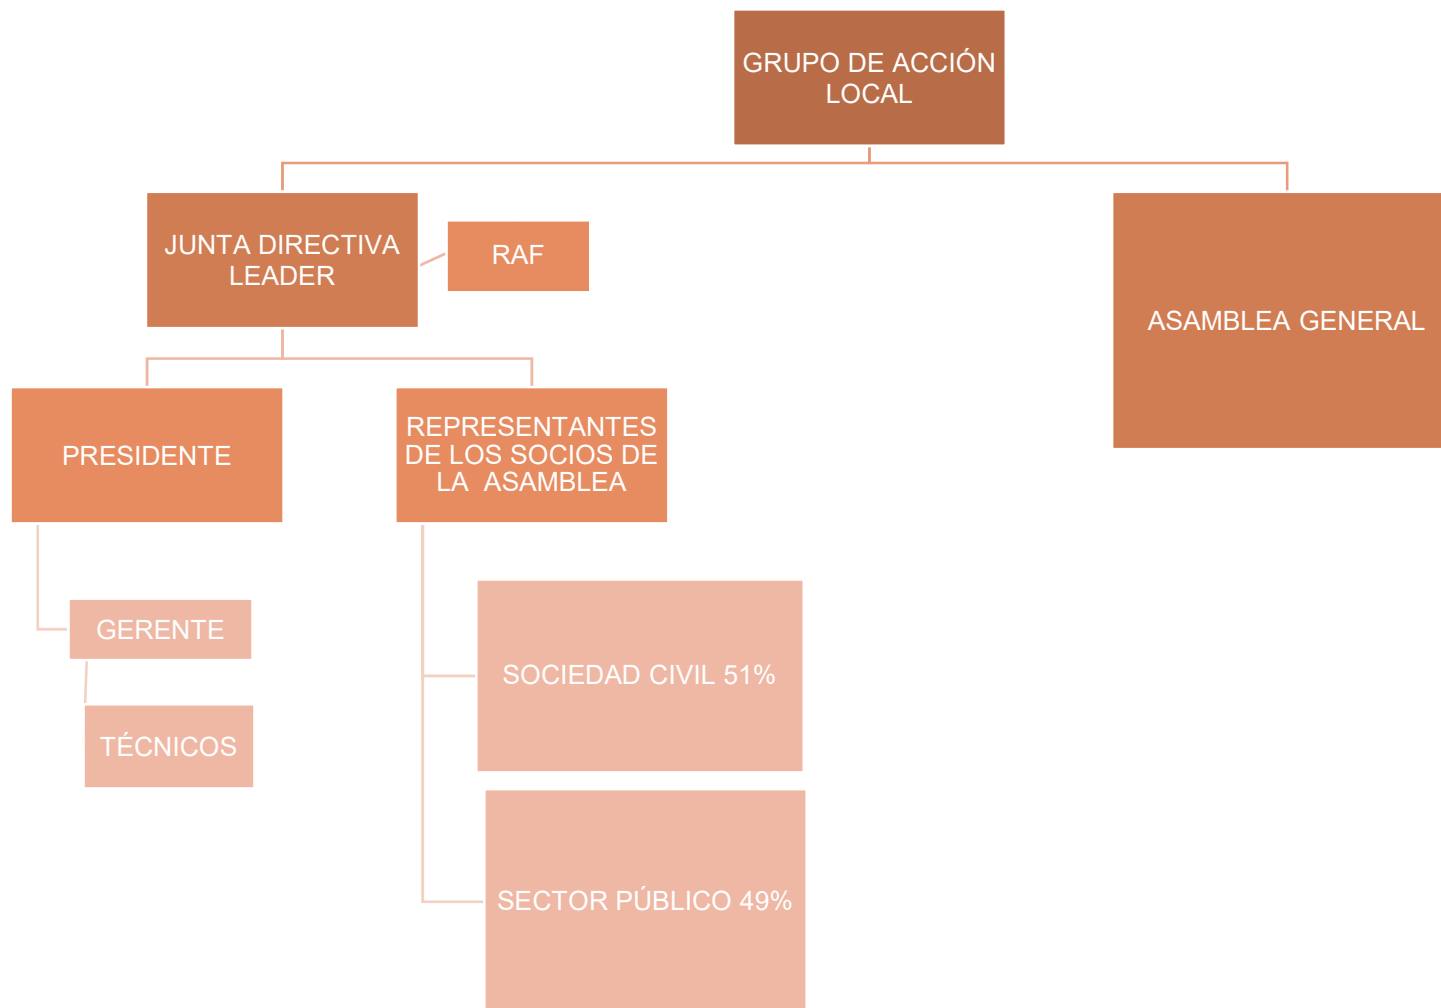 GRUPO DE ACCIÓN
LOCAL
JUNTA DIRECTIVA
LEADER
RAF
ASAMBLEA GENERAL
PRESIDENTE
REPRESENTANTES
DE LOS SOCIOS DE
LA ASAMBLEA
GERENTE
TÉCNICOS
SOCIEDAD CIVIL 51%
SECTOR PÚBLICO 49%